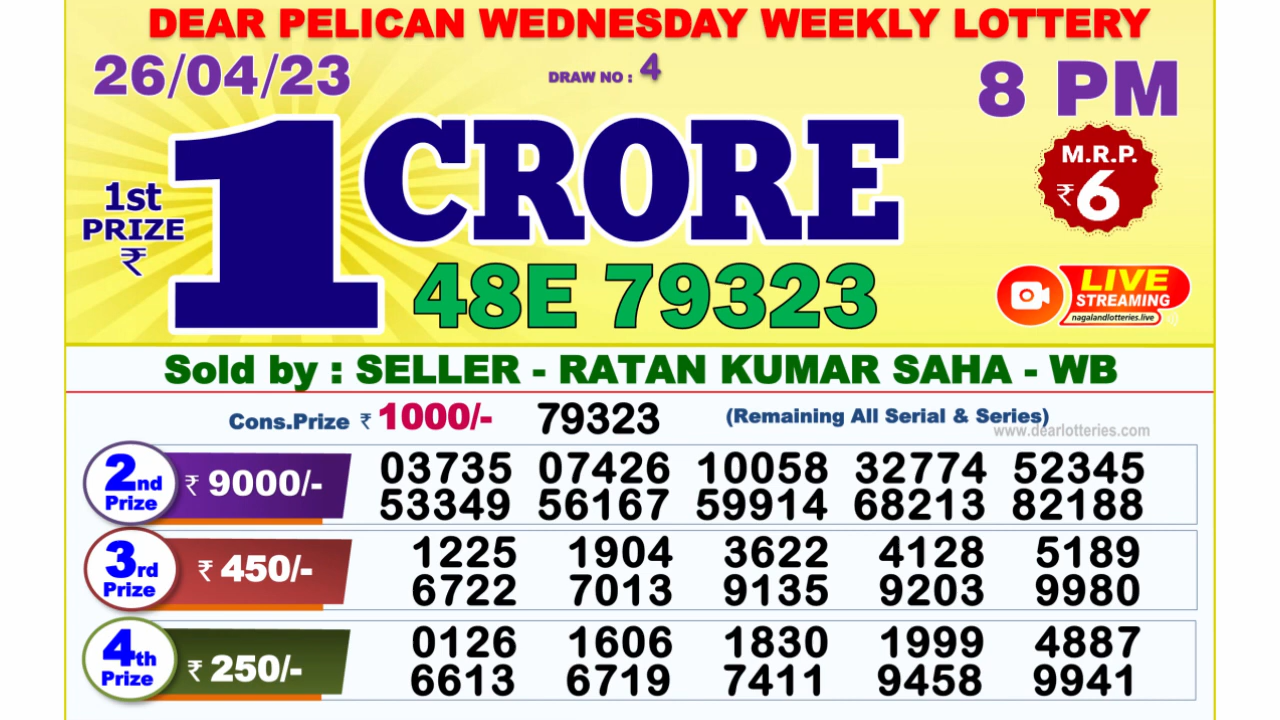 DEAR PELICAN WEDNESDAY WEEKLY LOTTERY
26/04/23
DRAW NO : 4
8 PM
M.R.P.
₹ 6
1st
PRIZE
₹
1 CRORE
48E 79323
LIVE
STREAMING
nagalandlotteries.live
Sold by : SELLER - RATAN KUMAR SAHA - WB
Cons.Prize ₹ 1000/- 79323 (Remaining All Serial & Series)
www.dearlotteries.com
2nd Prize ₹ 9000/-
03735 07426 10058 32774 52345
53349 56167 59914 68213 82188
3rd Prize ₹ 450/-
1225 1904 3622 4128 5189
6722 7013 9135 9203 9980
4th Prize ₹ 250/-
0126 1606 1830 1999 4887
6613 6719 7411 9458 9941